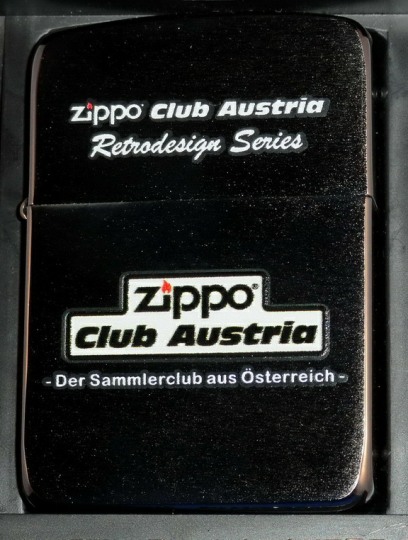 Zippo Club Austria
Retrodesign Series
Zippo®
Club Austria
- Der Sammlerclub aus Österreich -